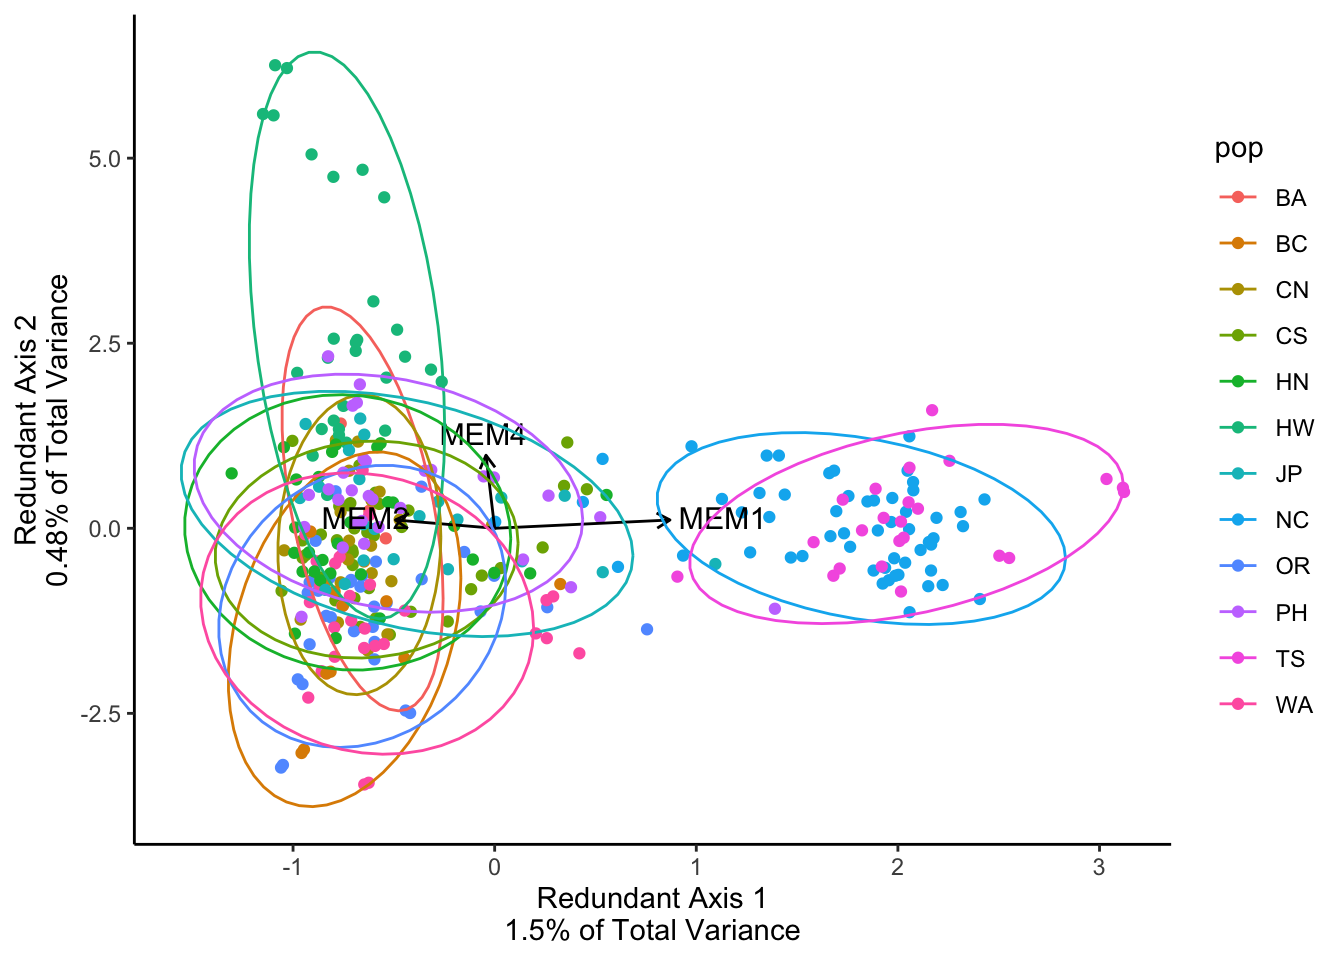 5.0
2.5
0.0
-2.5
Redundant Axis 2
0.48% of Total Variance
-1
0
1
2
3
Redundant Axis 1
1.5% of Total Variance
MEM4
MEM2
MEM1
pop
BA
BC
CN
CS
HN
HW
JP
NC
OR
PH
TS
WA